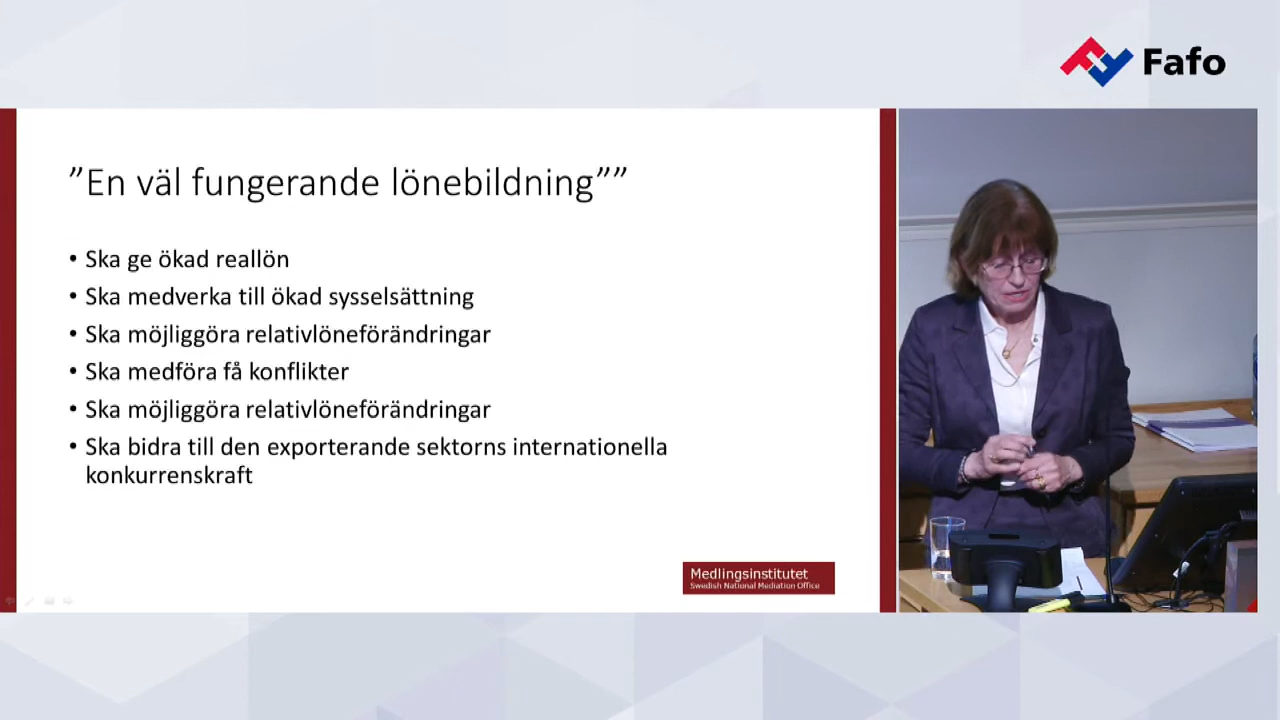 Fafo
”En väl fungerande lönebildning””
• Ska ge ökad reallön
• Ska medverka till ökad sysselsättning
• Ska möjliggöra relativlöneförändringar
• Ska medföra få konflikter
• Ska möjliggöra relativlöneförändringar
• Ska bidra till den exporterande sektorns internationella
konkurrenskraft
Medlingsinstitutet
Swedish National Mediation Office